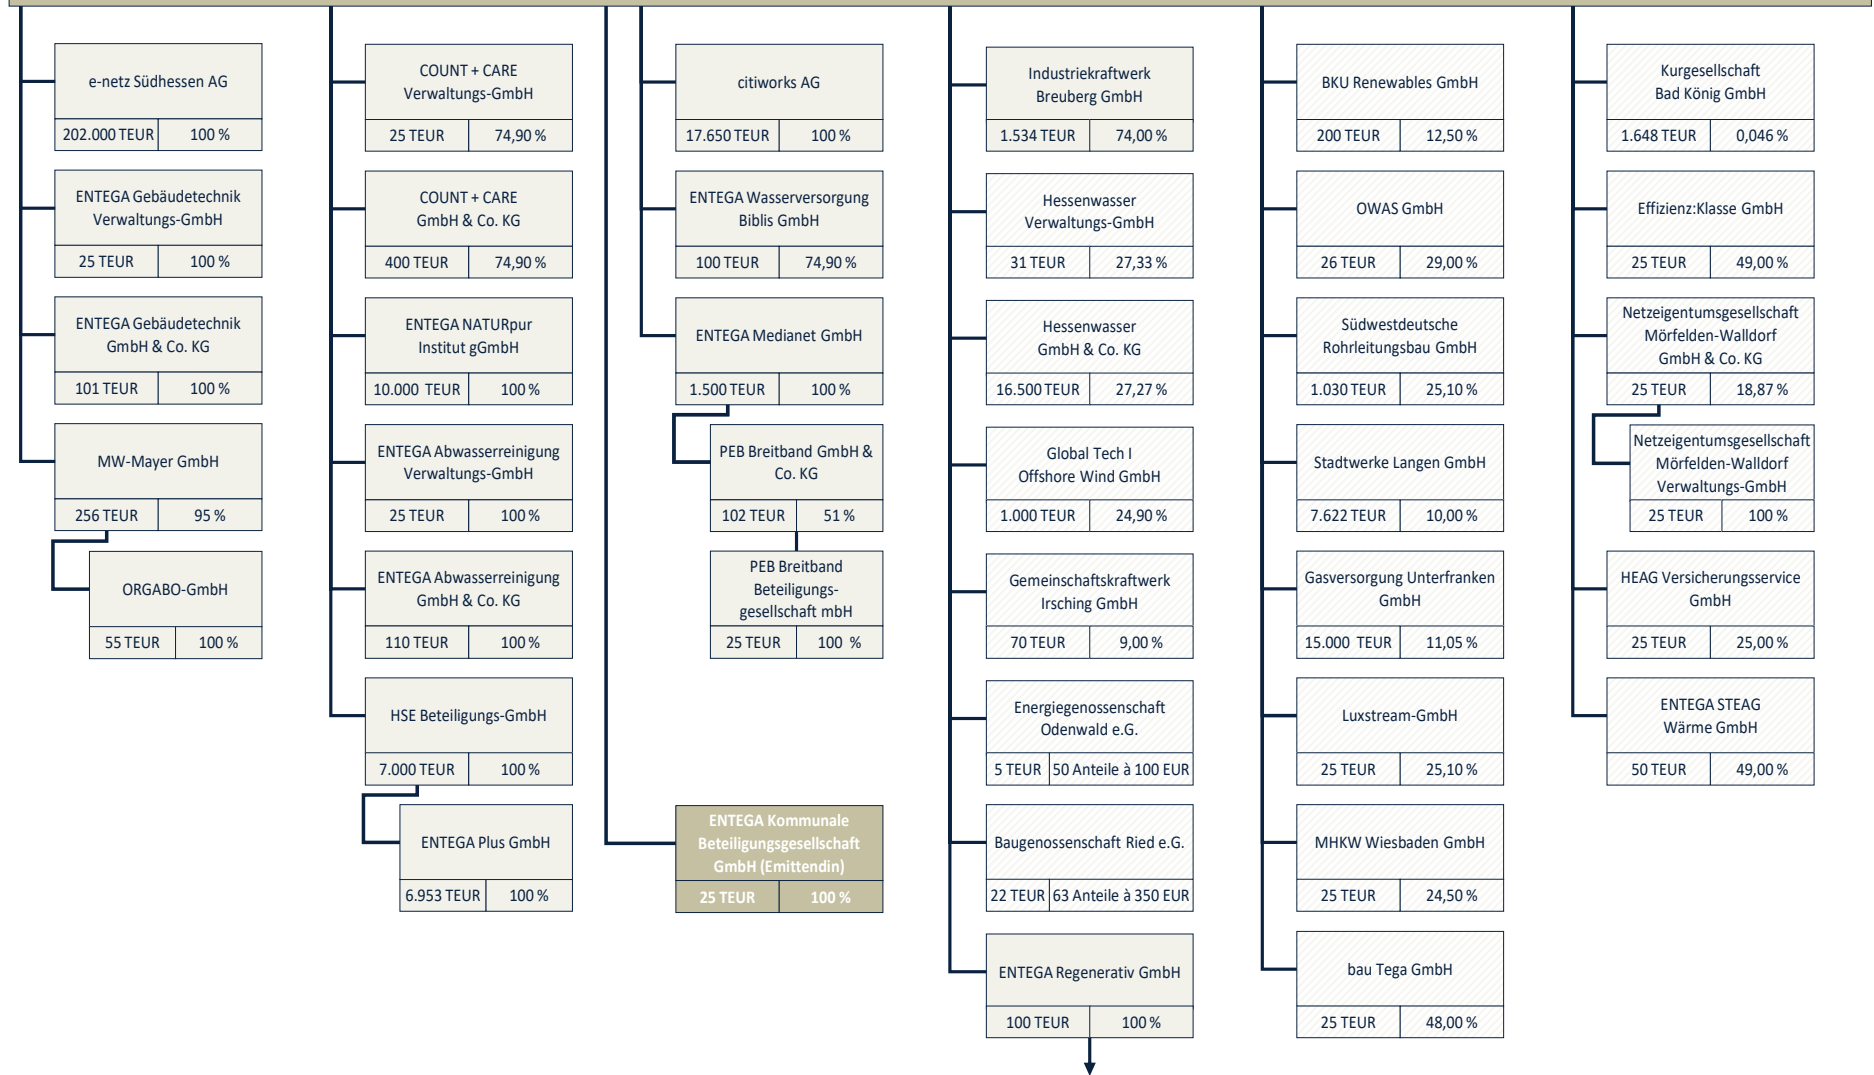 e-netz Südhessen AG
202.000 TEUR 100 %
ENTEGA Gebäudetechnik
Verwaltungs-GmbH
25 TEUR 100 %
ENTEGA Gebäudetechnik
GmbH & Co. KG
101 TEUR 100 %
MW-Mayer GmbH
256 TEUR 95 %
ORGABO-GmbH
55 TEUR 100 %
COUNT + CARE
Verwaltungs-GmbH
25 TEUR 74,90 %
COUNT + CARE
GmbH & Co. KG
400 TEUR 74,90 %
ENTEGA NATURpur
Institut gGmbH
10.000 TEUR 100 %
ENTEGA Abwasserreinigung
Verwaltungs-GmbH
25 TEUR 100 %
ENTEGA Abwasserreinigung
GmbH & Co. KG
110 TEUR 100 %
HSE Beteiligungs-GmbH
7.000 TEUR 100 %
ENTEGA Plus GmbH
6.953 TEUR 100 %
citiworks AG
17.650 TEUR 100 %
ENTEGA Wasserversorgung
Biblis GmbH
100 TEUR 74,90 %
ENTEGA Medianet GmbH
1.500 TEUR 100 %
PEB Breitband GmbH &
Co. KG
102 TEUR 51 %
PEB Breitband
Beteiligungs-
gesellschaft mbH
25 TEUR 100 %
ENTEGA Kommunale
Beteiligungsgesellschaft
GmbH (Emittendin)
25 TEUR 100 %
Industriekraftwerk
Breuberg GmbH
1.534 TEUR 74,00 %
Hessenwasser
Verwaltungs-GmbH
31 TEUR 27,33 %
Hessenwasser
GmbH & Co. KG
16.500 TEUR 27,27 %
Global Tech I
Offshore Wind GmbH
1.000 TEUR 24,90 %
Gemeinschaftskraftwerk
Irsching GmbH
70 TEUR 9,00 %
Energiegenossenschaft
Odenwald e.G.
5 TEUR 50 Anteile à 100 EUR
Baugenossenschaft Ried e.G.
22 TEUR 63 Anteile à 350 EUR
ENTEGA Regenerativ GmbH
100 TEUR 100 %
BKU Renewables GmbH
200 TEUR 12,50 %
OWAS GmbH
26 TEUR 29,00 %
Südwestdeutsche
Rohrleitungsbau GmbH
1.030 TEUR 25,10 %
Stadtwerke Langen GmbH
7.622 TEUR 10,00 %
Gasversorgung Unterfranken
GmbH
15.000 TEUR 11,05 %
Luxstream-GmbH
25 TEUR 25,10 %
MHKW Wiesbaden GmbH
25 TEUR 24,50 %
bau Tega GmbH
25 TEUR 48,00 %
Kurgesellschaft
Bad König GmbH
1.648 TEUR 0,046 %
Effizienz:Klasse GmbH
25 TEUR 49,00 %
Netzeigentumsgesellschaft
Mörfelden-Walldorf
GmbH & Co. KG
25 TEUR 18,87 %
Netzeigentumsgesellschaft
Mörfelden-Walldorf
Verwaltungs-GmbH
25 TEUR 100 %
HEAG Versicherungsservice
GmbH
25 TEUR 25,00 %
ENTEGA STEAG
Wärme GmbH
50 TEUR 49,00 %